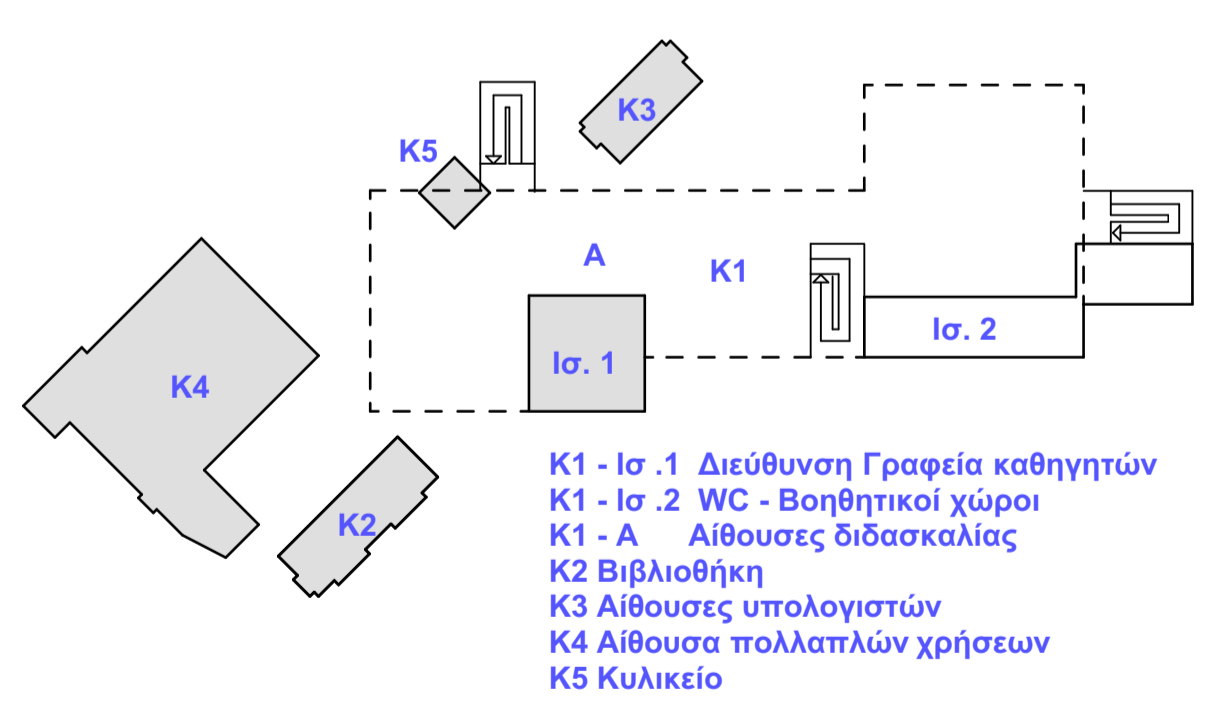 K3
K5
A
K1
Ισ. 2
Ισ. 1
K4
K2
K1 - Ισ .1 Διεύθυνση Γραφεία καθηγητών
K1 - Ισ .2 WC - Βοηθητικοί χώροι
K1 - A Αίθουσες διδασκαλίας
K2 Βιβλιοθήκη
K3 Αίθουσες υπολογιστών
K4 Αίθουσα πολλαπλών χρήσεων
K5 Κυλικείο